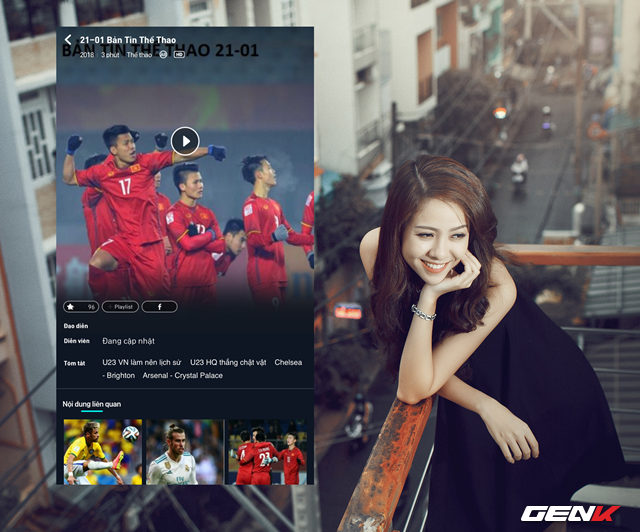 21-01 Bản Tin Thể Thao
BẢN TIN THỂ THAO 21-01
2018 3 phút Thể thao HD
17
96 Playlist f
Đạo diễn
Diễn viên Đang cập nhật
Tóm tắt U23 VN làm nên lịch sử U23 HQ thắng chật vật Chelsea
- Brighton Arsenal - Crystal Palace
Nội dung liên quan
23
GENK